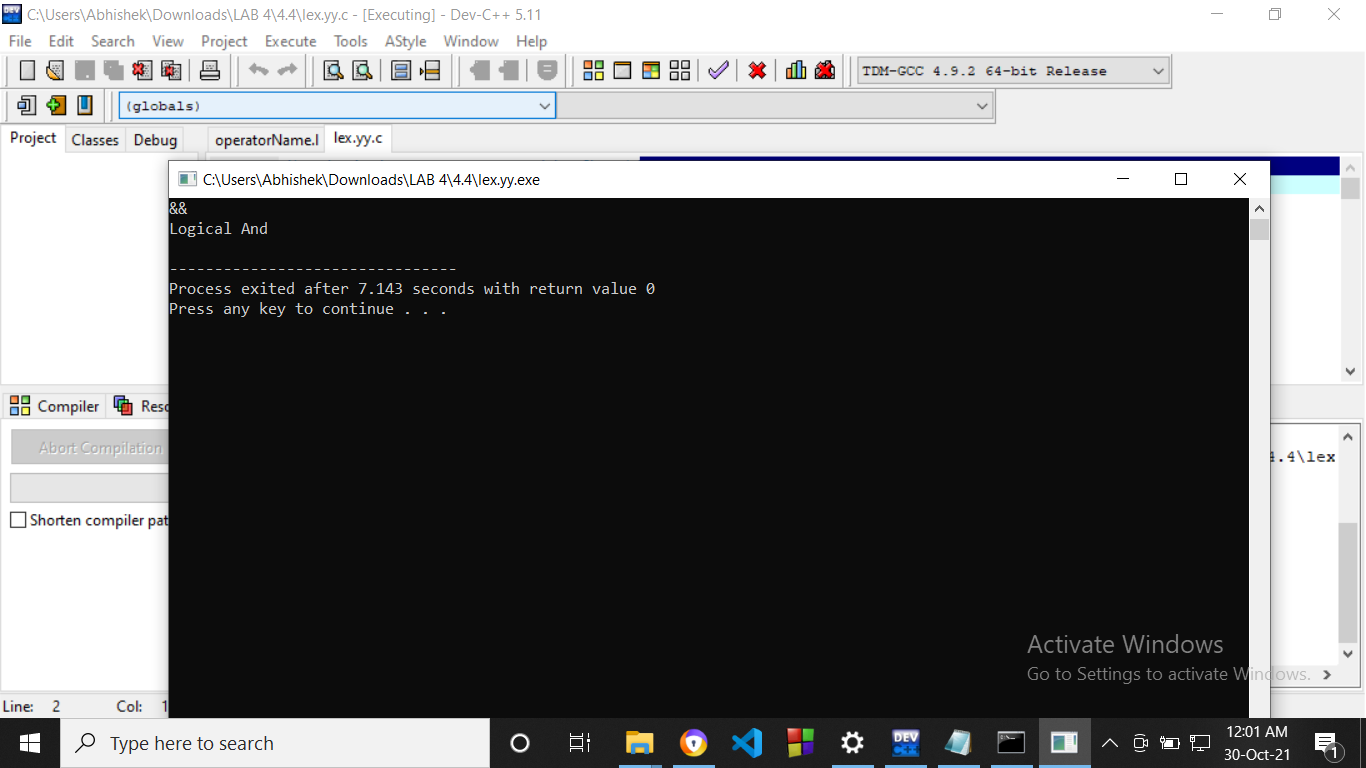 C:\Users\Abhishek\Downloads\LAB 4\4.4\lex.yy.c - [Executing] - Dev-C++ 5.11
File Edit Search View Project Execute Tools AStyle Window Help
TDM-GCC 4.9.2 64-bit Release
(globals)
Project Classes Debug operatorName.l lex.yy.c
C:\Users\Abhishek\Downloads\LAB 4\4.4\lex.yy.exe
&&
Logical And
--------------------------------
Process exited after 7.143 seconds with return value 0
Press any key to continue . . .
Compiler Reso
Abort Compilation
4.4\lex
Shorten compiler pat
Activate Windows
Go to Settings to activate Windows.
Line: 2 Col: 1
Type here to search
DEV C++
12:01 AM
30-Oct-21
1